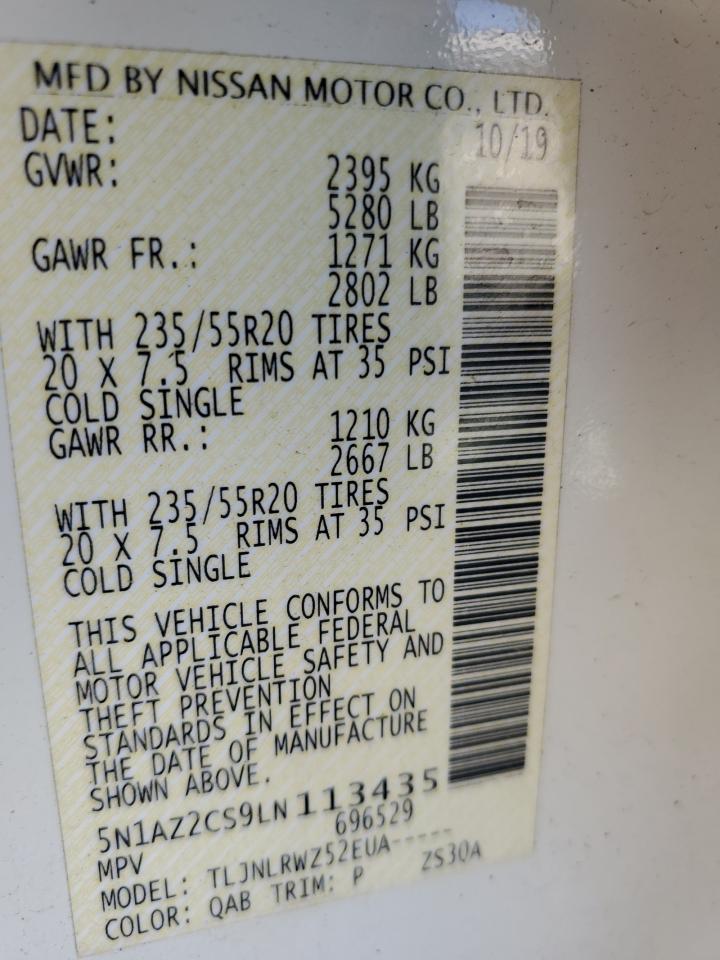 MFD BY NISSAN MOTOR CO., LTD.
DATE: 10/19
GVWR: 2395 KG
5280 LB
GAWR FR.: 1271 KG
2802 LB
WITH 235/55R20 TIRES
20 X 7.5 RIMS AT 35 PSI
COLD SINGLE
GAWR RR.: 1210 KG
2667 LB
WITH 235/55R20 TIRES
20 X 7.5 RIMS AT 35 PSI
COLD SINGLE
THIS VEHICLE CONFORMS TO
ALL APPLICABLE FEDERAL
MOTOR VEHICLE SAFETY AND
THEFT PREVENTION
STANDARDS IN EFFECT ON
THE DATE OF MANUFACTURE
SHOWN ABOVE.
5N1AZ2CS9LN113435
MPV 696529
MODEL: TLJNLRWZ52EUA-----
COLOR: QAB TRIM: P ZS30A